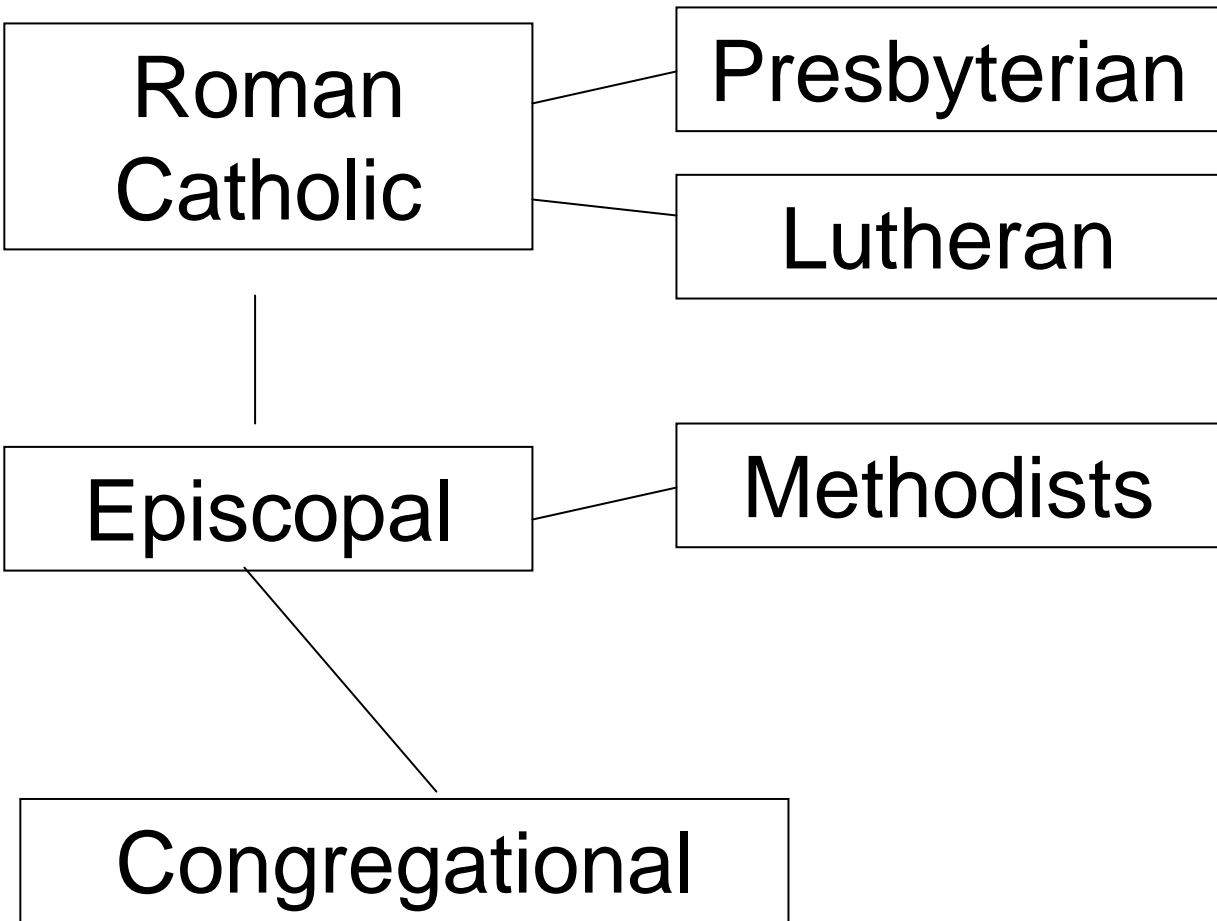 Roman
Catholic
Presbyterian
Lutheran
Episcopal
Methodists
Congregational